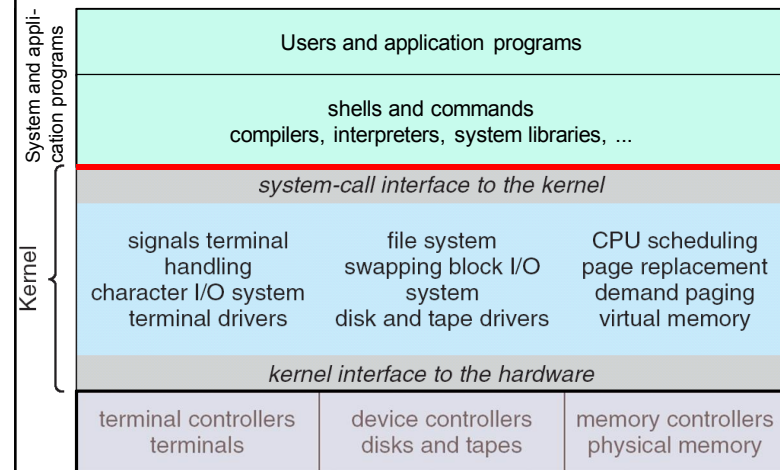 System and appli-
cation programs
Users and application programs
shells and commands
compilers, interpreters, system libraries, ...
Kernel
system-call interface to the kernel
signals terminal
handling
character I/O system
terminal drivers
file system
swapping block I/O
system
disk and tape drivers
CPU scheduling
page replacement
demand paging
virtual memory
kernel interface to the hardware
terminal controllers
terminals
device controllers
disks and tapes
memory controllers
physical memory